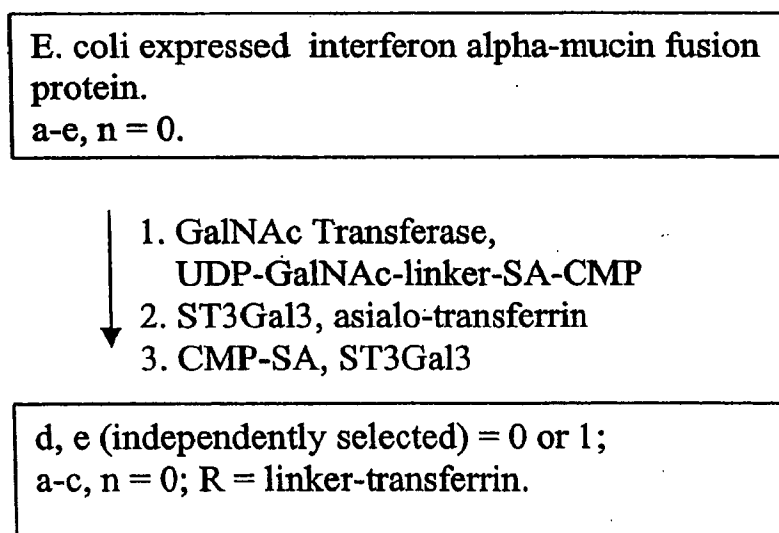 E. coli expressed interferon alpha-mucin fusion
protein.
a-e, n = 0.
1. GalNAc Transferase,
UDP-GalNAc-linker-SA-CMP
2. ST3Gal3, asialo-transferrin
3. CMP-SA, ST3Gal3
d, e (independently selected) = 0 or 1;
a-c, n = 0; R = linker-transferrin.